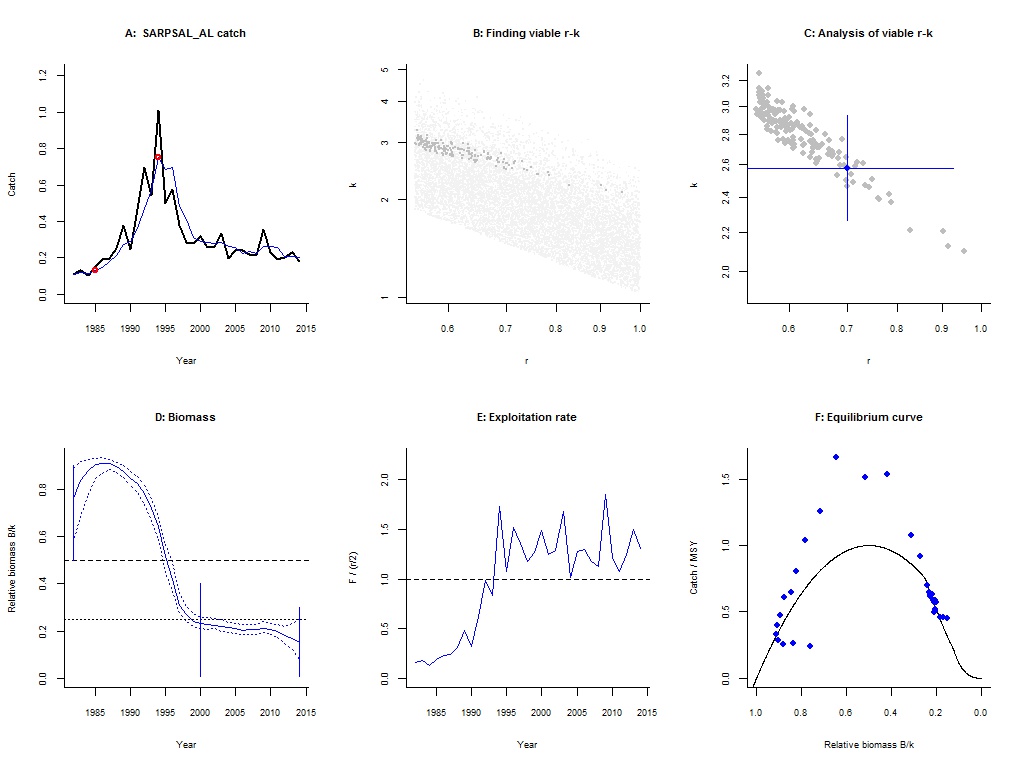 A:  SARPSAL_AL catch
B: Finding viable r-k
C: Analysis of viable r-k
Catch
0.0 0.2 0.4 0.6 0.8 1.0 1.2
1985 1990 1995 2000 2005 2010 2015
Year
k
1 2 3 4 5
0.6 0.7 0.8 0.9 1.0
r
k
2.0 2.2 2.4 2.6 2.8 3.0 3.2
0.6 0.7 0.8 0.9 1.0
r
D: Biomass
E: Exploitation rate
F: Equilibrium curve
Relative biomass B/k
0.0 0.2 0.4 0.6 0.8
1985 1990 1995 2000 2005 2010 2015
Year
F / (r/2)
0.0 0.5 1.0 1.5 2.0
1985 1990 1995 2000 2005 2010 2015
Year
Catch / MSY
0.0 0.5 1.0 1.5
1.0 0.8 0.6 0.4 0.2 0.0
Relative biomass B/k